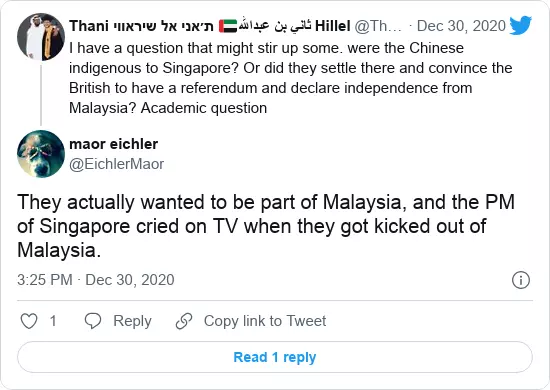 Thani ת׳אני אל שיראווי 🇦🇪 ثاني بن عبدالله Hillel @Th… · Dec 30, 2020
I have a question that might stir up some. were the Chinese
indigenous to Singapore? Or did they settle there and convince the
British to have a referendum and declare independence from
Malaysia? Academic question
maor eichler
@EichlerMaor
They actually wanted to be part of Malaysia, and the PM
of Singapore cried on TV when they got kicked out of
Malaysia.
3:25 PM · Dec 30, 2020
1 Reply Copy link to Tweet
Read 1 reply